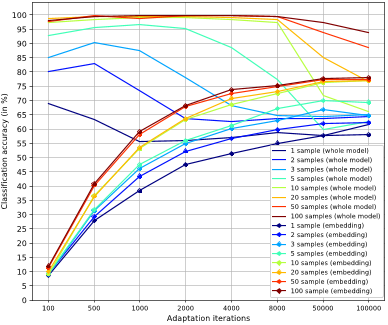 Classification accuracy (in %)
100
95
90
85
80
75
70
65
60
55
50
45
40
35
30
25
20
15
10
5
0
1 sample (whole model)
2 samples (whole model)
3 samples (whole model)
5 samples (whole model)
10 samples (whole model)
20 samples (whole model)
50 samples (whole model)
100 samples (whole model)
1 sample (embedding)
2 samples (embedding)
3 samples (embedding)
5 samples (embedding)
10 samples (embedding)
20 samples (embedding)
50 samples (embedding)
100 samples (embedding)
100 500 1000 2000 4000 8000 50000 100000
Adaptation iterations